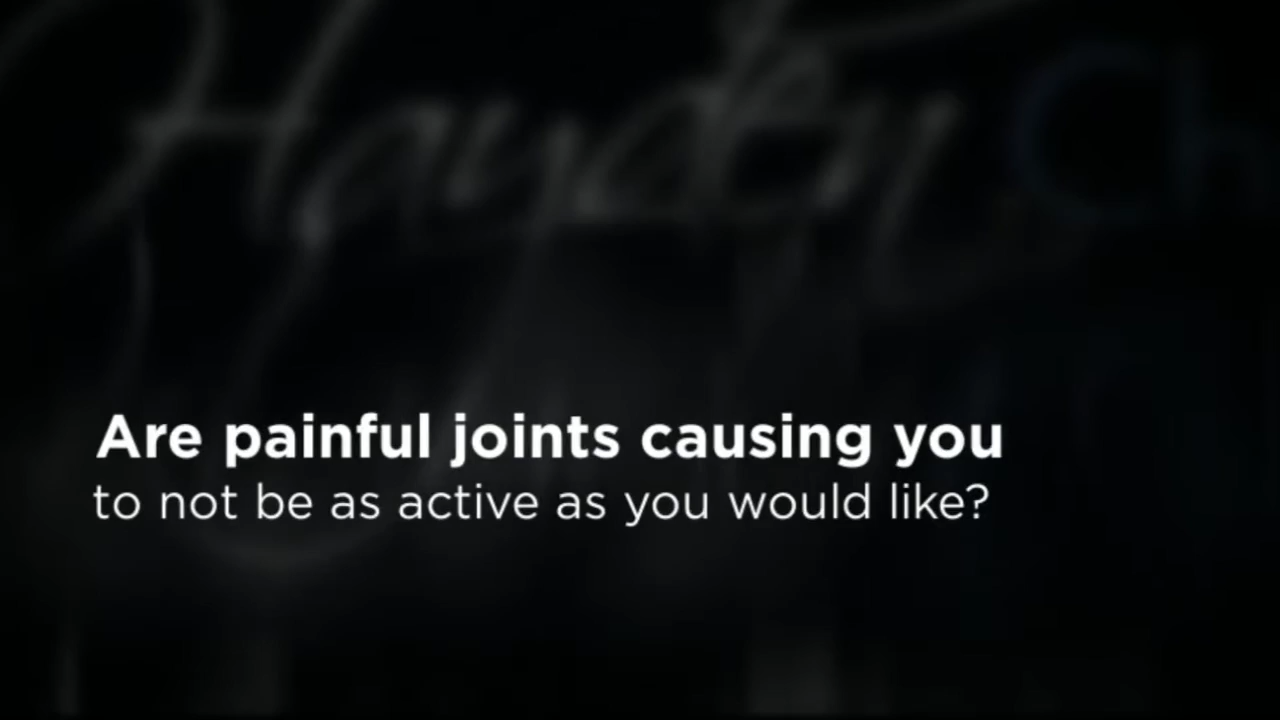 Are painful joints causing you
to not be as active as you would like?